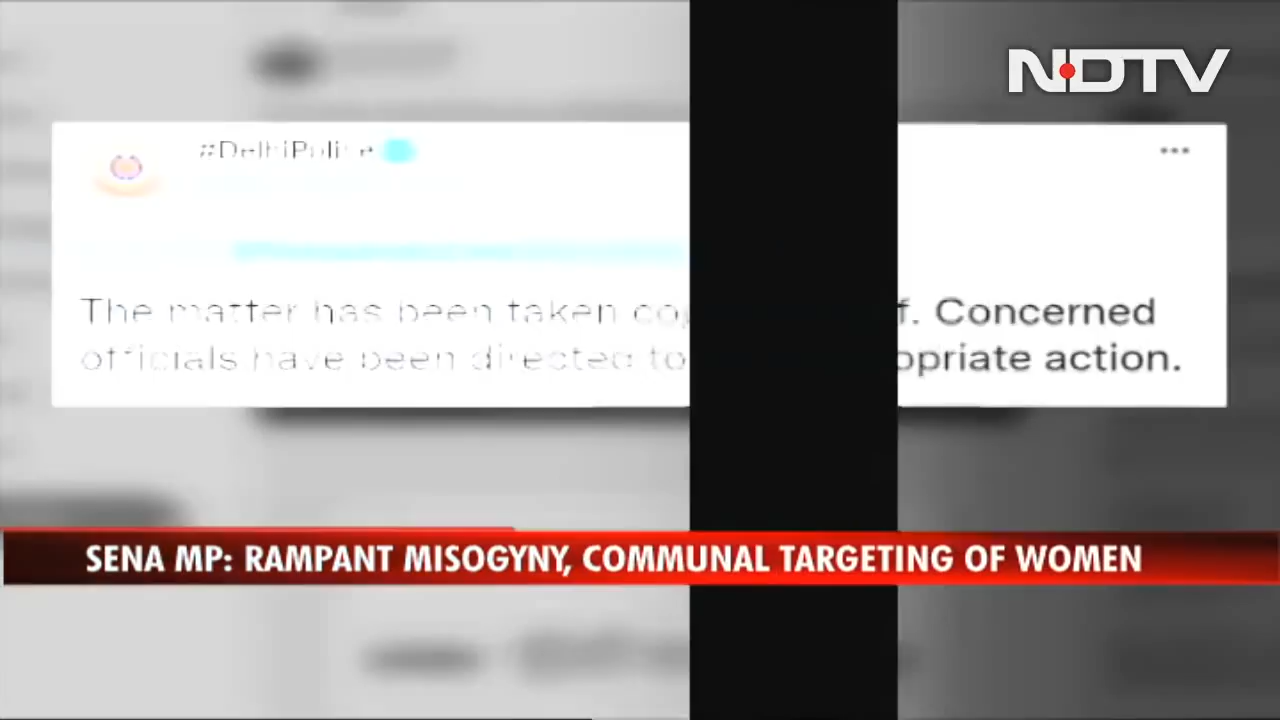 NDTV
#DelhiPolice
The matter has been taken cog f. Concerned
officials have been directed to opriate action.
SENA MP: RAMPANT MISOGYNY, COMMUNAL TARGETING OF WOMEN